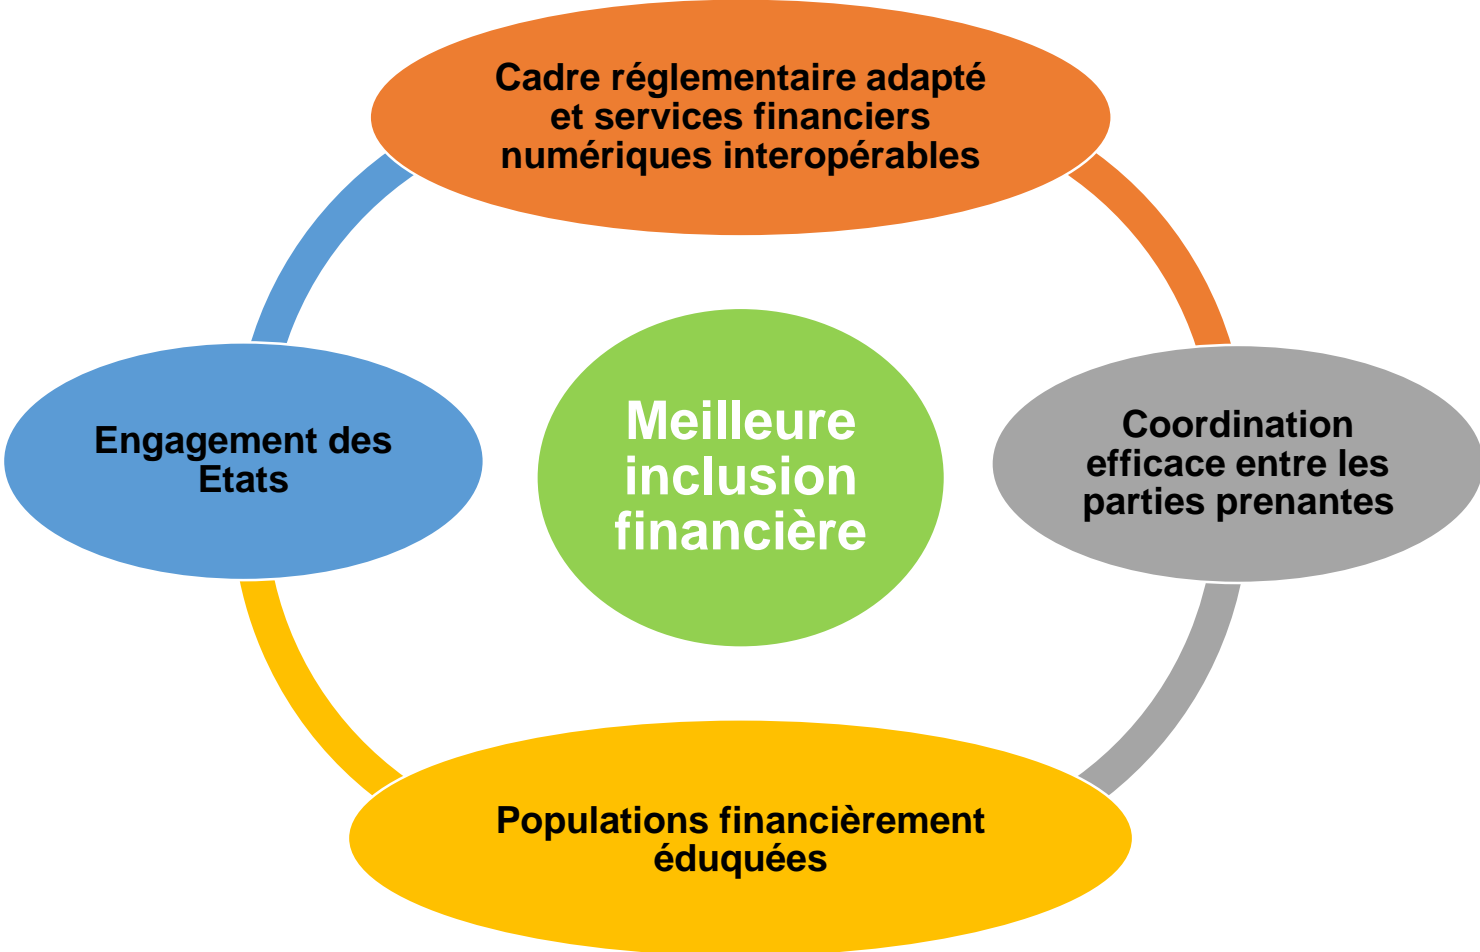 Cadre réglementaire adapté
et services financiers
numériques interopérables
Engagement des
Etats
Meilleure
inclusion
financière
Coordination
efficace entre les
parties prenantes
Populations financièrement
éduquées